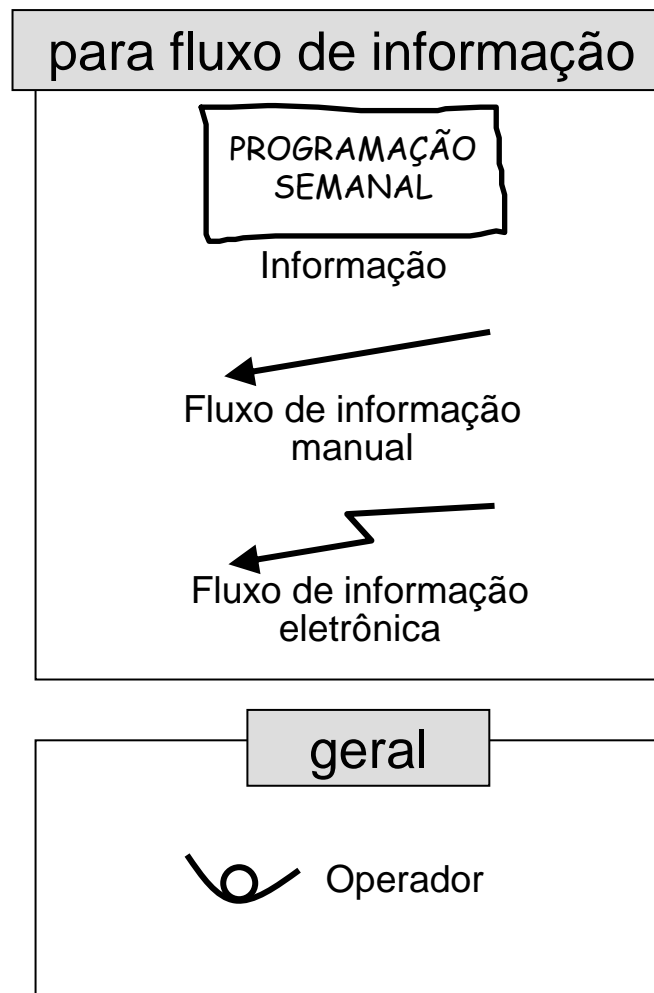 para fluxo de informação
PROGRAMAÇÃO
SEMANAL
Informação
Fluxo de informação
manual
Fluxo de informação
eletrônica
geral
Operador